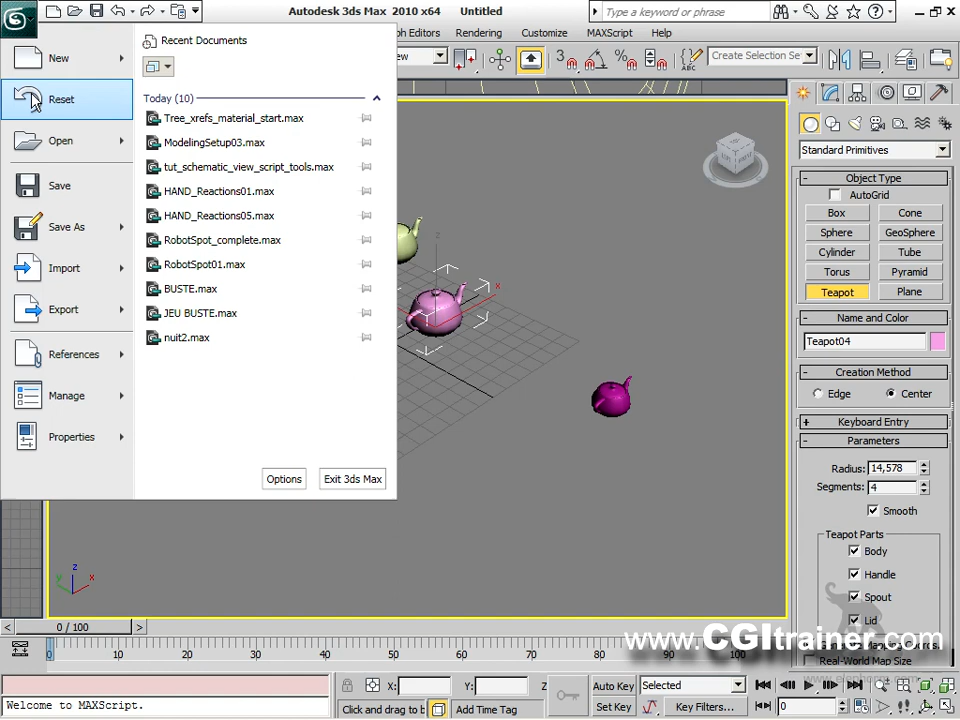 Autodesk 3ds Max 2010 x64 Untitled
Type a keyword or phrase
Rendering Customize MAXScript Help
Create Selection Se
New
Reset
Open
Save
Save As
Import
Export
References
Manage
Properties
Recent Documents
Today (10)
Tree_xrefs_material_start.max
ModelingSetup03.max
tut_schematic_view_script_tools.max
HAND_Reactions01.max
HAND_Reactions05.max
RobotSpot_complete.max
RobotSpot01.max
BUSTE.max
JEU BUSTE.max
nuit2.max
Options Exit 3ds Max
z
x
z
x
y
Standard Primitives
- Object Type
AutoGrid
Box Cone
Sphere GeoSphere
Cylinder Tube
Torus Pyramid
Teapot Plane
- Name and Color
Teapot04
- Creation Method
Edge Center
+ Keyboard Entry
- Parameters
Radius: 14,578
Segments: 4
Smooth
Teapot Parts
Body
Handle
Spout
Lid
Real-World Map Size
www.CGItrainer.com
< 0 / 100 >
0 10 20 30 40 50 60 70 80 90 100
X: Y: Z
Auto Key Selected
Welcome to MAXScript.
Click and drag to b Add Time Tag
Set Key Key Filters... 0